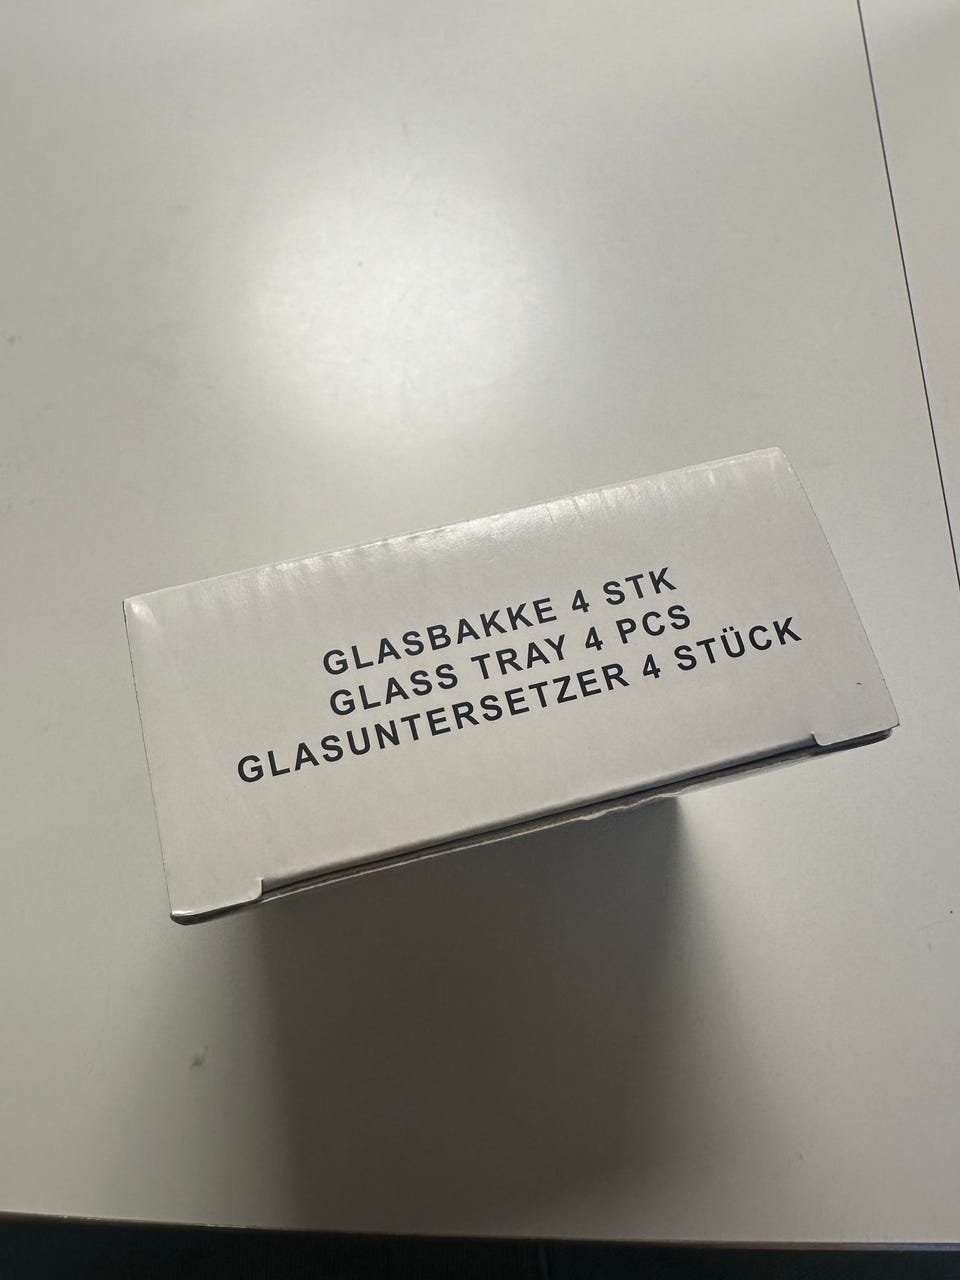 GLASBAKKE 4 STK
GLASS TRAY 4 PCS
GLASUNTERSETZER 4 STÜCK